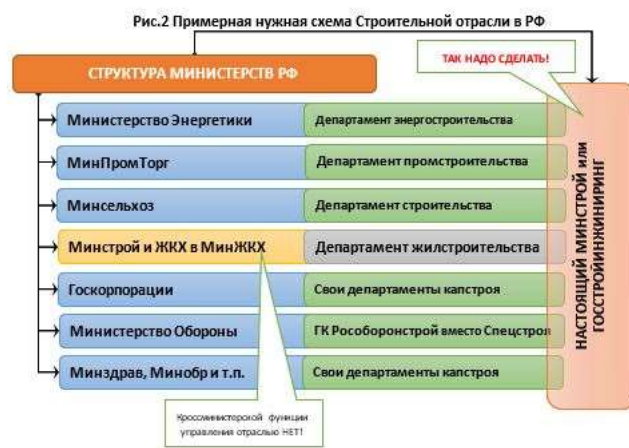 Рис.2 Примерная нужная схема Строительной отрасли в РФ
СТРУКТУРА МИНИСТЕРСТВ РФ
ТАК НАДО СДЕЛАТЬ!
Министерство Энергетики
Департамент энергостроительства
МинПромТорг
Департамент промстроительства
Минсельхоз
Департамент строительства
Минстрой и ЖКХ в МинЖКХ
Департамент жилстроительства
Госкорпорации
Свои департаменты капстроя
Министерство Обороны
ГК Рособоронстрой вместо Спецстроя
Минздрав, Минобр и т.п.
Свои департаменты капстроя
НАСТОЯЩИЙ МИНСТРОЙ или
ГОССТРОЙИНЖИНИРИНГ
Кроссминистерской функции
управления отраслью НЕТ!